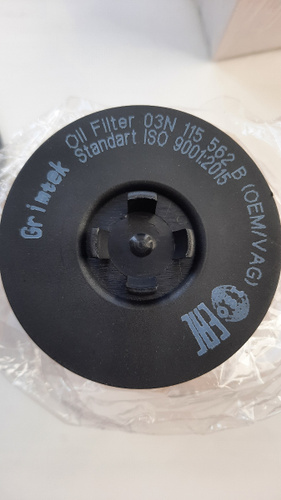 Grimtek
Oil Filter 03N 115 562 B (OEM/VAG)
Standart ISO 9001:2015
EAC